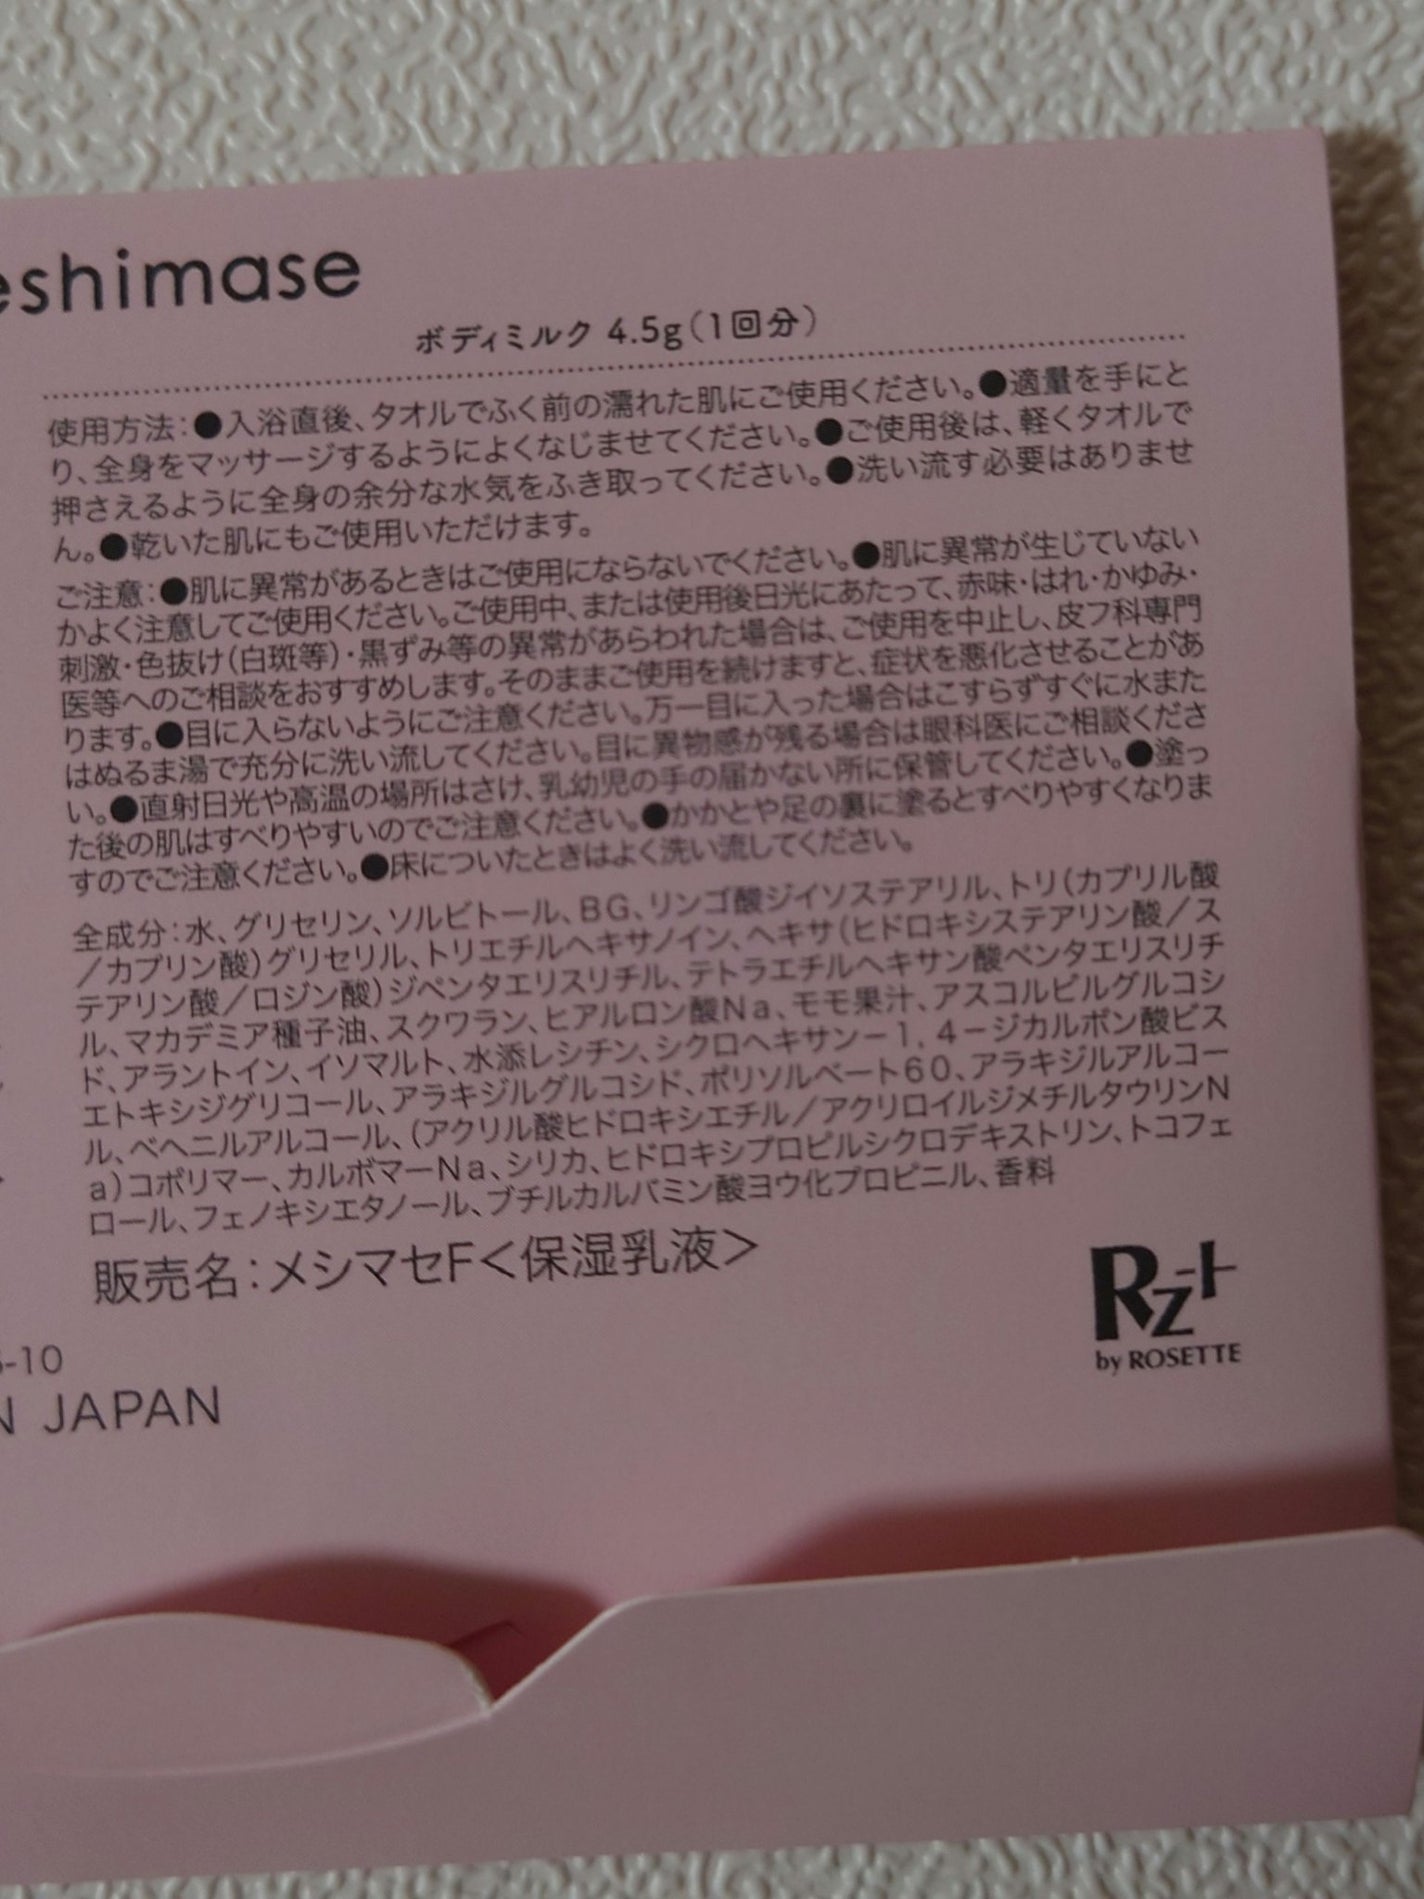 eshimase
ボディミルク 4.5g(1回分)
使用方法:●入浴直後、タオルでふく前の濡れた肌にご使用ください。●適量を手にと
り、全身をマッサージするようによくなじませてください。●ご使用後は、軽くタオルで
押さえるように全身の余分な水気をふき取ってください。●洗い流す必要はありませ
ん。●乾いた肌にもご使用いただけます。
ご注意:●肌に異常があるときはご使用にならないでください。●肌に異常が生じていない
かよく注意してご使用ください。ご使用中、または使用後日光にあたって、赤味・はれ・かゆみ・
刺激・色抜け(白斑等)・黒ずみ等の異常があらわれた場合は、ご使用を中止し、皮フ科専門
医等へのご相談をおすすめします。そのままご使用を続けますと、症状を悪化させることがあ
ります。●目に入らないようにご注意ください。万一目に入った場合はこすらずすぐに水また
はぬるま湯で充分に洗い流してください。目に異物感が残る場合は眼科医にご相談くださ
い。●直射日光や高温の場所はさけ、乳幼児の手の届かない所に保管してください。●塗っ
た後の肌はすべりやすいのでご注意ください。●かかとや足の裏に塗るとすべりやすくなりま
すのでご注意ください。●床についたときはよく洗い流してください。
全成分:水、グリセリン、ソルビトール、BG、リンゴ酸ジイソステアリル、トリ(カプリル酸
/カプリン酸)グリセリル、トリエチルヘキサノイン、ヘキサ(ヒドロキシステアリン酸/ス
テアリン酸/ロジン酸)ジペンタエリスリチル、テトラエチルヘキサン酸ペンタエリスリチ
ル、マカデミア種子油、スクワラン、ヒアルロン酸Na、モモ果汁、アスコルビルグルコシ
ド、アラントイン、イソマルト、水添レシチン、シクロヘキサン-1,4-ジカルボン酸ビス
エトキシジグリコール、アラキジルグルコシド、ポリソルベート60、アラキジルアルコー
ル、ベヘニルアルコール、(アクリル酸ヒドロキシエチル/アクリロイルジメチルタウリンN
a)コポリマー、カルボマーNa、シリカ、ヒドロキシプロピルシクロデキストリン、トコフェ
ロール、フェノキシエタノール、ブチルカルバミン酸ヨウ化プロピニル、香料
販売名:メシマセF<保湿乳液>
Rz+
by ROSETTE
-10
N JAPAN